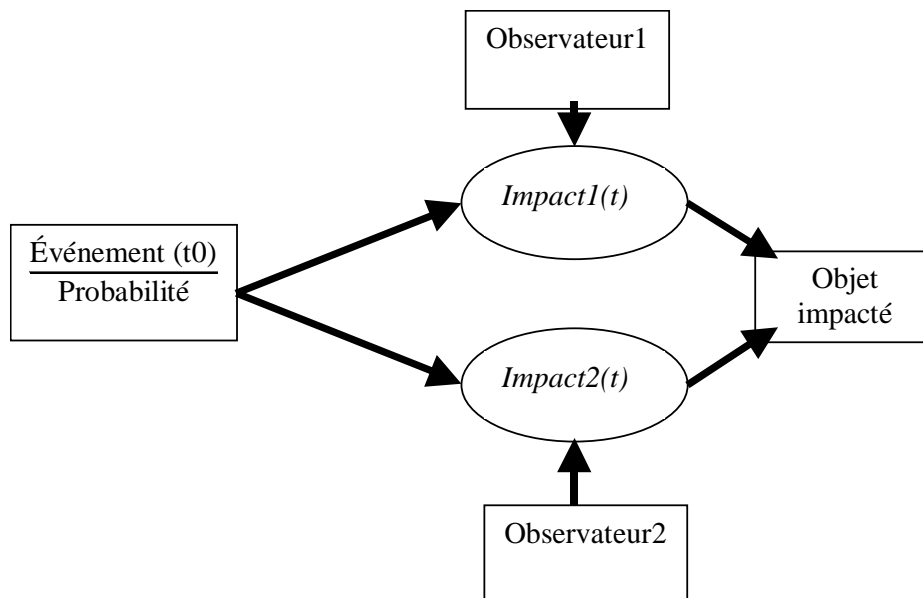 Observateur1
Impact1(t)
Événement (t0)
Probabilité
Objet
impacté
Impact2(t)
Observateur2